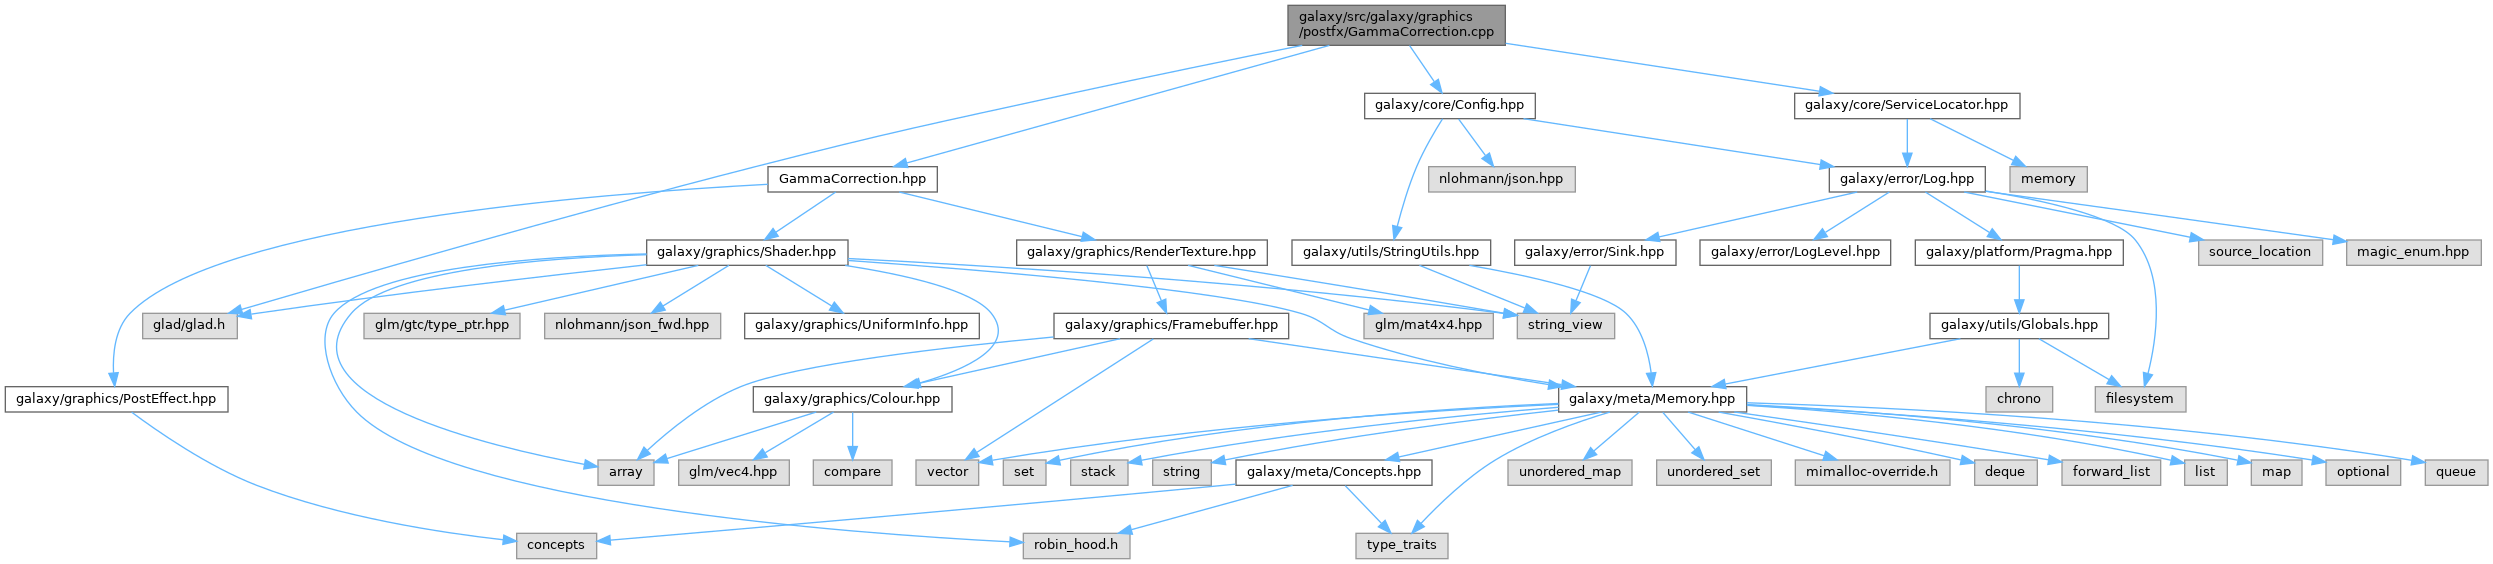 galaxy/src/galaxy/graphics
/postfx/GammaCorrection.cpp
galaxy/core/Config.hpp
galaxy/core/ServiceLocator.hpp
GammaCorrection.hpp
nlohmann/json.hpp
galaxy/error/Log.hpp
memory
galaxy/graphics/Shader.hpp
galaxy/graphics/RenderTexture.hpp
galaxy/utils/StringUtils.hpp
galaxy/error/Sink.hpp
galaxy/error/LogLevel.hpp
galaxy/platform/Pragma.hpp
source_location
magic_enum.hpp
glad/glad.h
glm/gtc/type_ptr.hpp
nlohmann/json_fwd.hpp
galaxy/graphics/UniformInfo.hpp
galaxy/graphics/Framebuffer.hpp
glm/mat4x4.hpp
string_view
galaxy/utils/Globals.hpp
galaxy/graphics/PostEffect.hpp
galaxy/graphics/Colour.hpp
galaxy/meta/Memory.hpp
chrono
filesystem
array
glm/vec4.hpp
compare
vector
set
stack
string
galaxy/meta/Concepts.hpp
unordered_map
unordered_set
mimalloc-override.h
deque
forward_list
list
map
optional
queue
concepts
robin_hood.h
type_traits